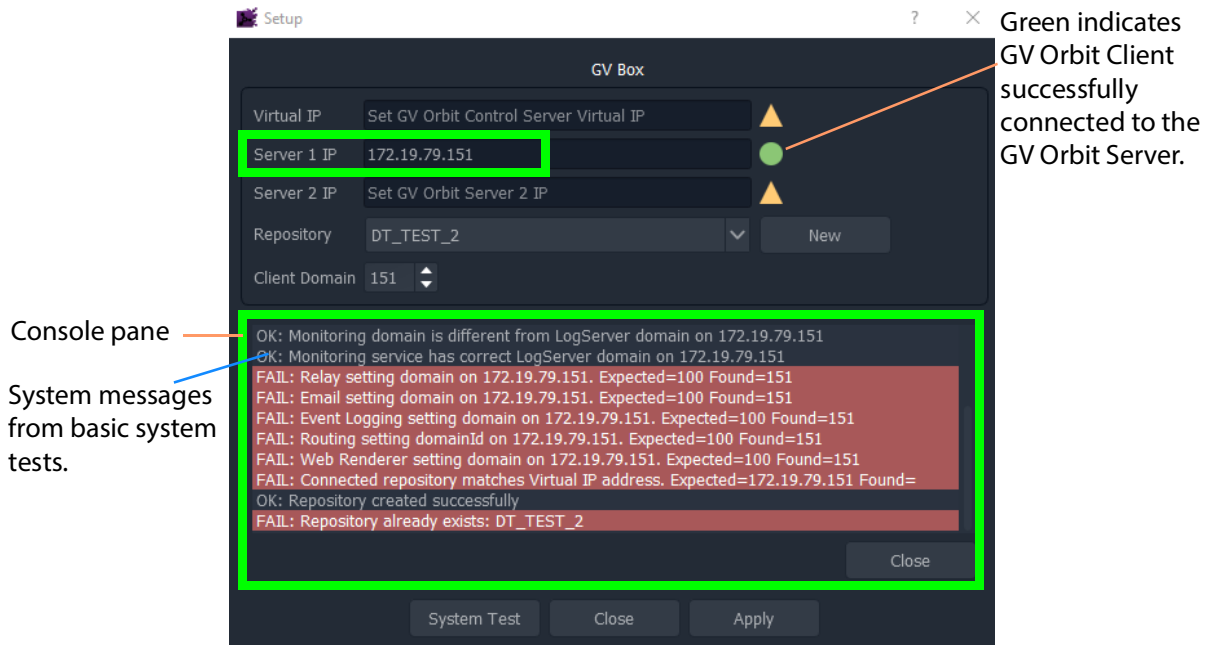 Setup
?
GV Box
Virtual IP Set GV Orbit Control Server Virtual IP
Server 1 IP 172.19.79.151
Server 2 IP Set GV Orbit Server 2 IP
Repository DT_TEST_2 New
Client Domain 151
Green indicates
GV Orbit Client
successfully
connected to the
GV Orbit Server.
Console pane
System messages
from basic system
tests.
OK: Monitoring domain is different from LogServer domain on 172.19.79.151
OK: Monitoring service has correct LogServer domain on 172.19.79.151
FAIL: Relay setting domain on 172.19.79.151. Expected=100 Found=151
FAIL: Email setting domain on 172.19.79.151. Expected=100 Found=151
FAIL: Event Logging setting domain on 172.19.79.151. Expected=100 Found=151
FAIL: Routing setting domainId on 172.19.79.151. Expected=100 Found=151
FAIL: Web Renderer setting domain on 172.19.79.151. Expected=100 Found=151
FAIL: Connected repository matches Virtual IP address. Expected=172.19.79.151 Found=
OK: Repository created successfully
FAIL: Repository already exists: DT_TEST_2
Close
System Test Close Apply